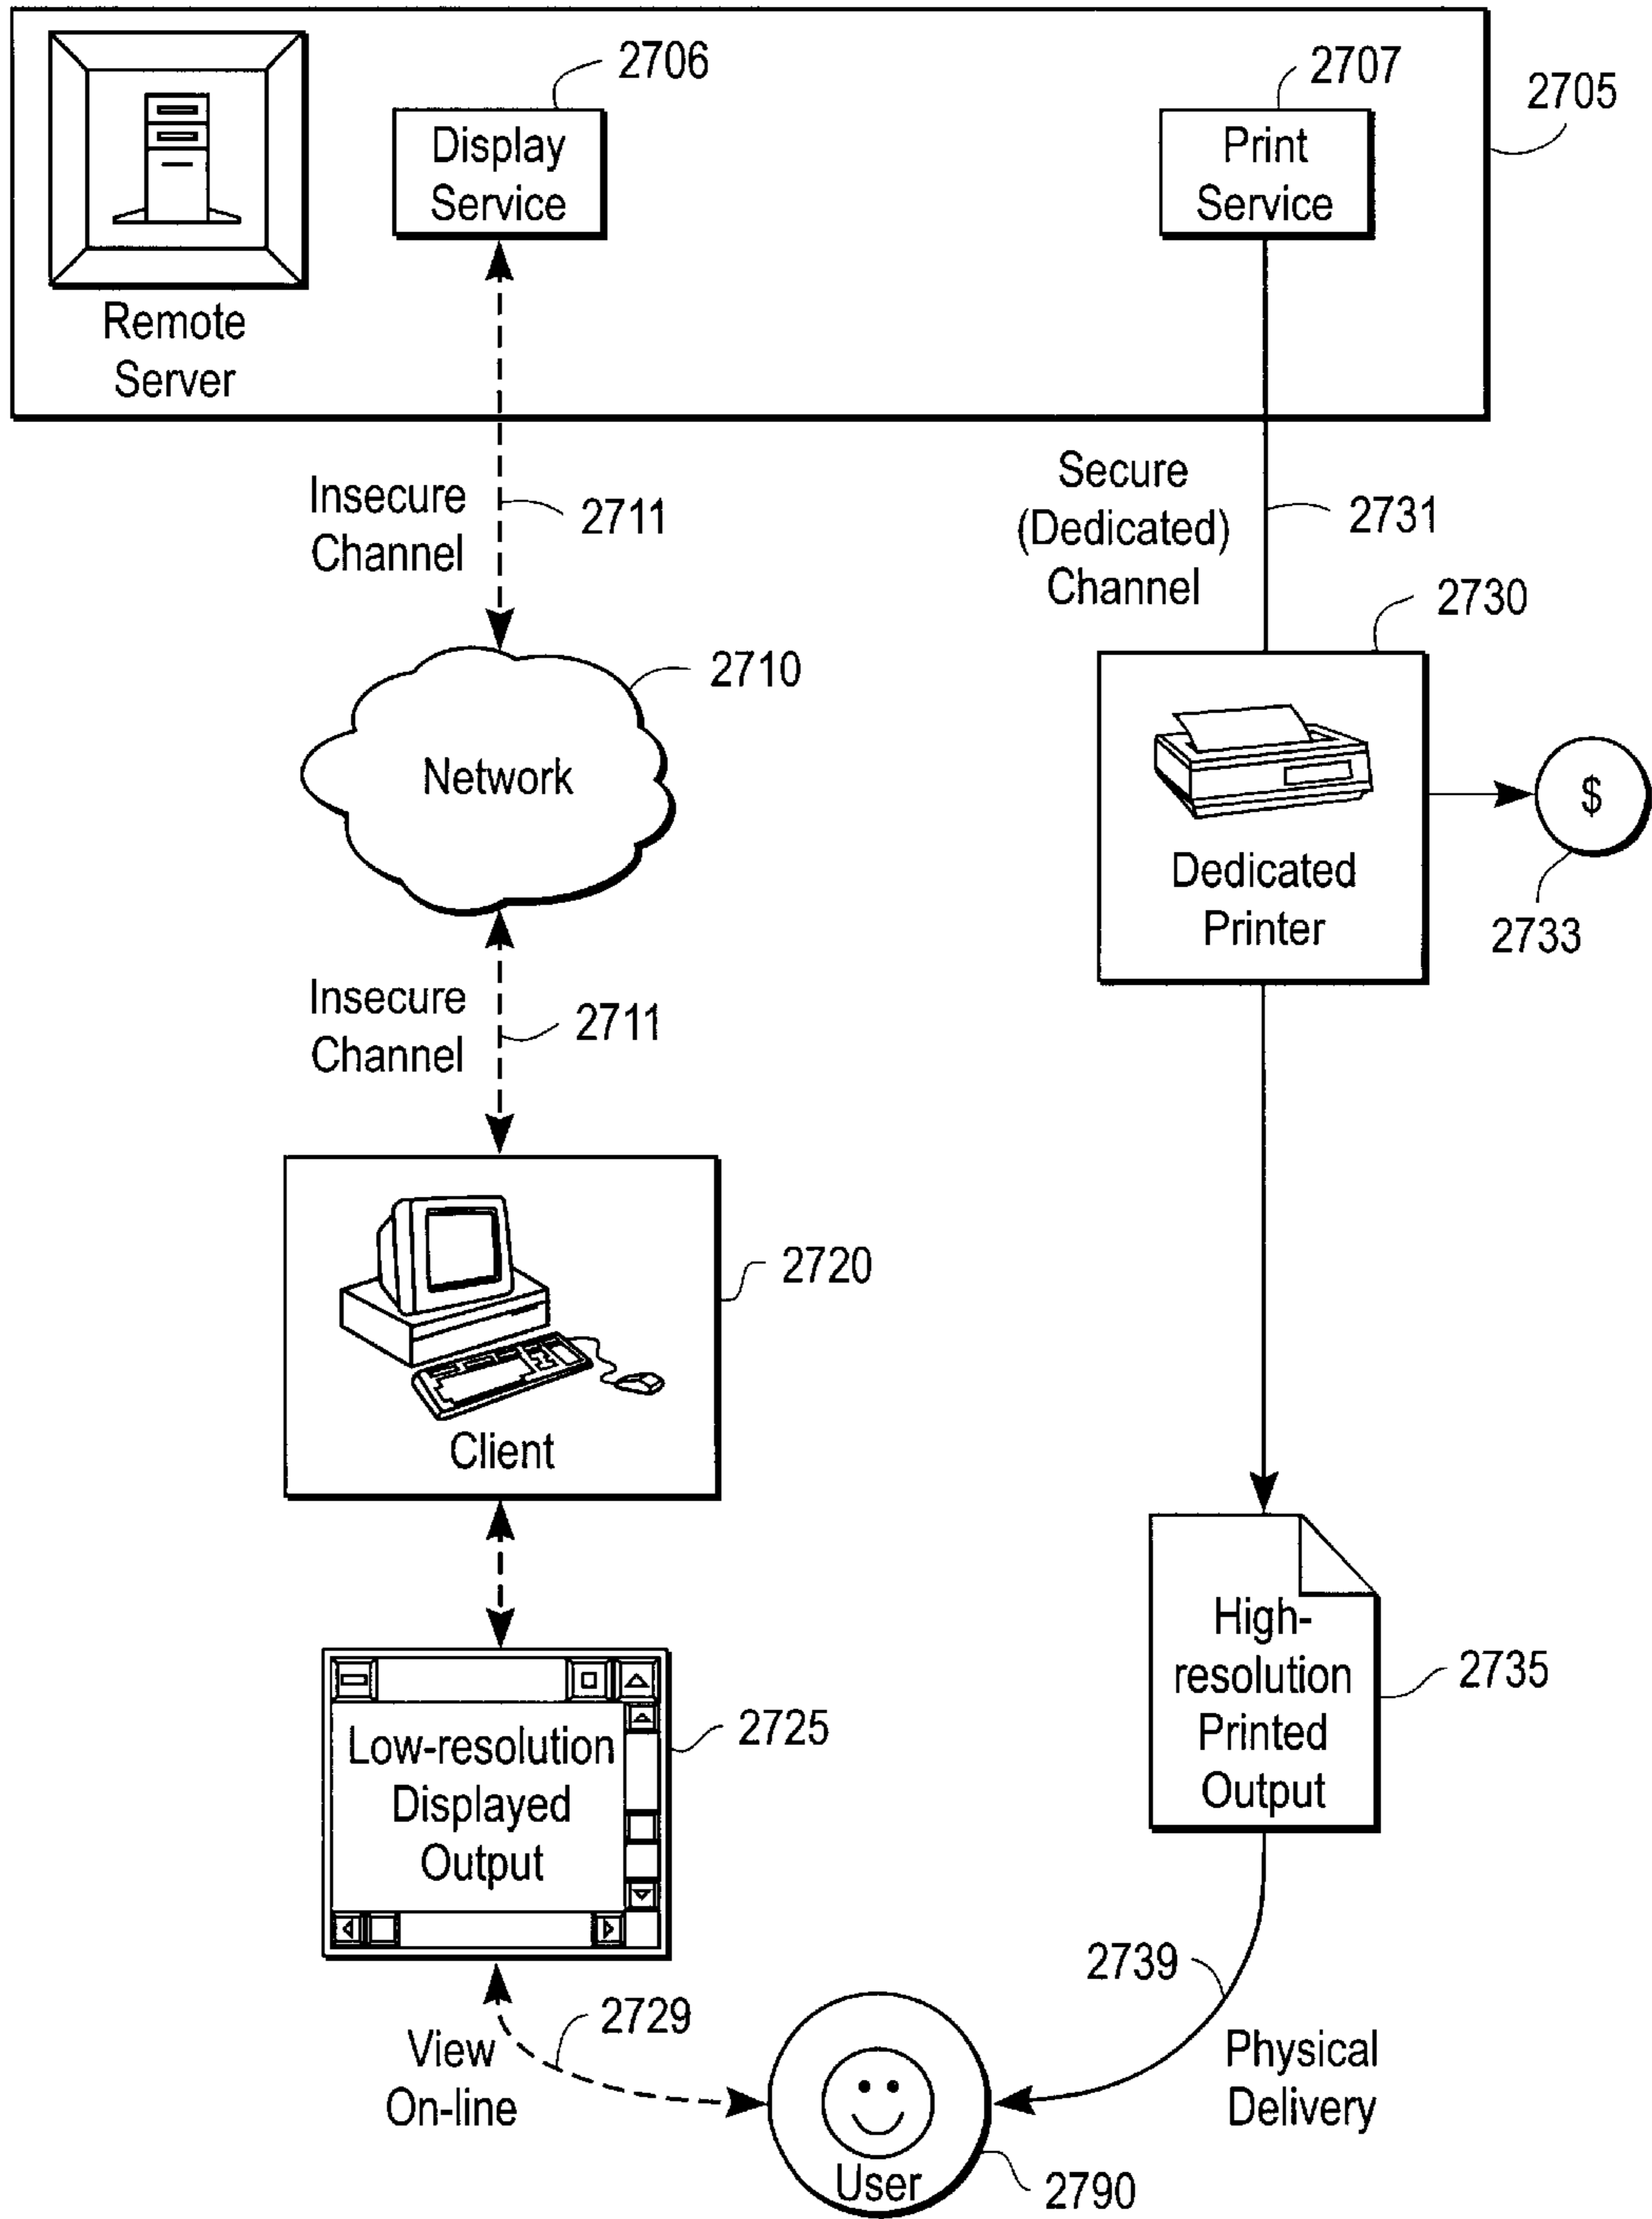 2706
2707
2705
Display
Service
Print
Service
Remote
Server
Insecure
Channel
2711
Secure
(Dedicated)
Channel
2731
2730
2710
Network
$
Dedicated
Printer
2733
Insecure
Channel
2711
2720
Client
High-
resolution
Printed
Output
2735
2725
Low-resolution
Displayed
Output
2739
2729
View
On-line
Physical
Delivery
User
2790